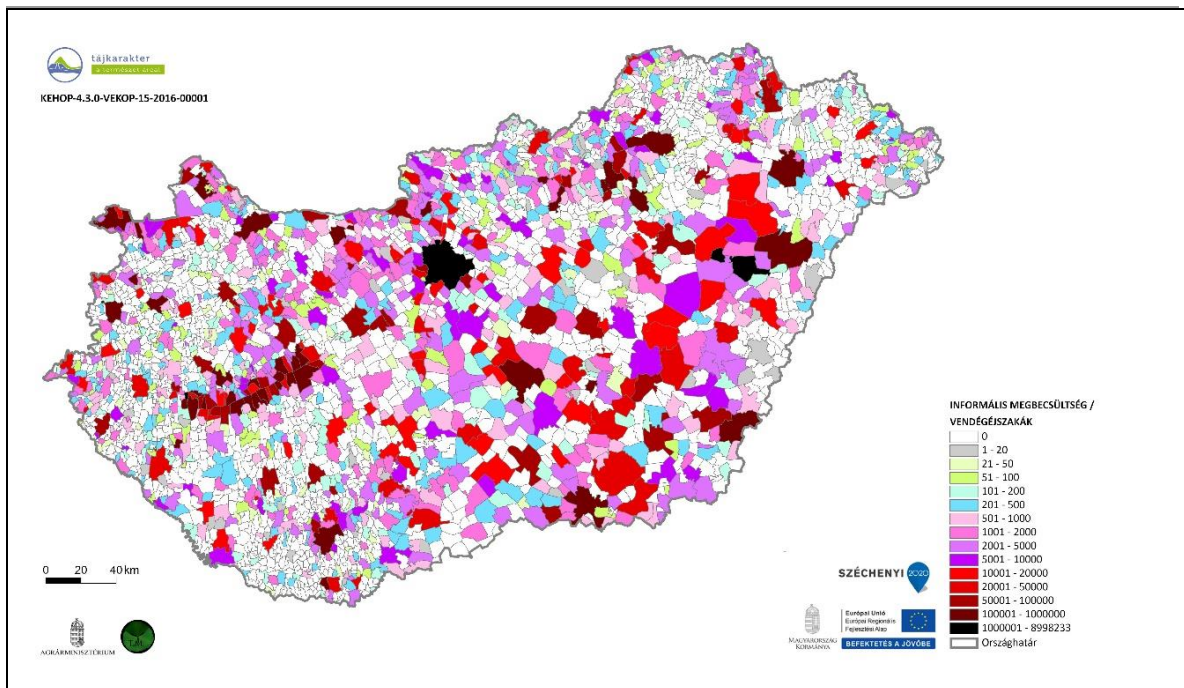 tájkarakter
a természet arcai
KEHOP-4.3.0-VEKOP-15-2016-00001
INFORMÁLIS MEGBECSÜLTSÉG /
VENDÉGÉJSZAKÁK
0
1 - 20
21 - 50
51 - 100
101 - 200
201 - 500
501 - 1000
1001 - 2000
2001 - 5000
5001 - 10000
10001 - 20000
20001 - 50000
50001 - 100000
100001 - 1000000
1000001 - 8998233
Országhatár
0 20 40 km
AGRÁRMINISZTÉRIUM
SZÉCHENYI 2020
MAGYARORSZÁG
KORMÁNYA
Európai Unió
Európai Regionális
Fejlesztési Alap
BEFEKTETÉS A JÖVŐBE